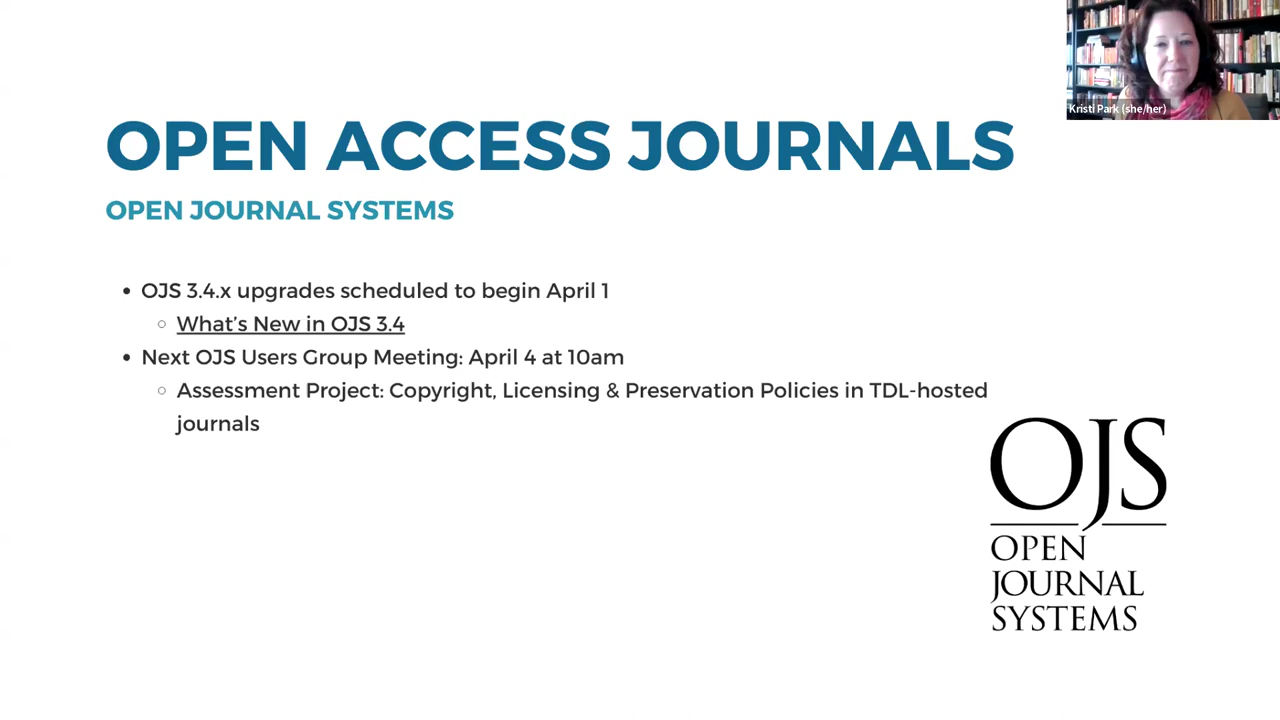 Kristi Park (she/her)
OPEN ACCESS JOURNALS
OPEN JOURNAL SYSTEMS
• OJS 3.4.x upgrades scheduled to begin April 1
○ What's New in OJS 3.4
• Next OJS Users Group Meeting: April 4 at 10am
○ Assessment Project: Copyright, Licensing & Preservation Policies in TDL-hosted
journals
OJS
OPEN
JOURNAL
SYSTEMS